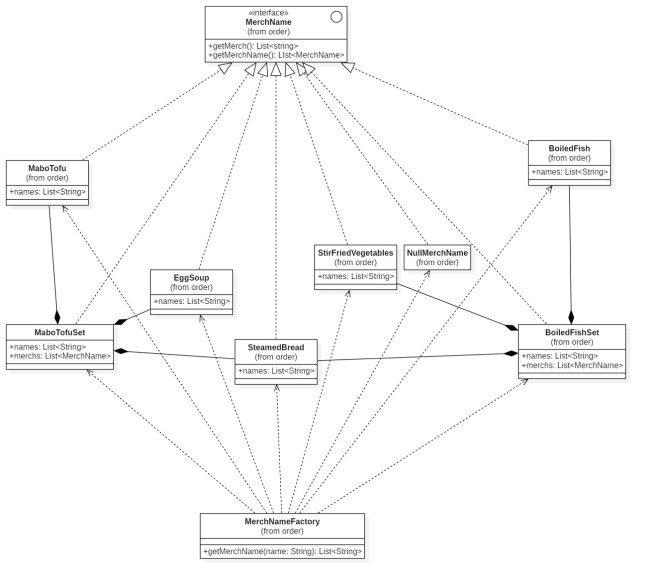 «interface»
MerchName
(from order)
+getMerch(): List<string>
+getMerchName(): LIst<MerchName>
MaboTofu
(from order)
+names: List<String>
BoiledFish
(from order)
+names: List<String>
StirFriedVegetables
(from order)
+names: List<String>
NullMerchName
(from order)
EggSoup
(from order)
+names: List<String>
MaboTofuSet
(from order)
+names: List<String>
+merchs: List<MerchName>
SteamedBread
(from order)
+names: List<String>
BoiledFishSet
(from order)
+names: List<String>
+merchs: List<MerchName>
MerchNameFactory
(from order)
+getMerchName(name: String): List<String>